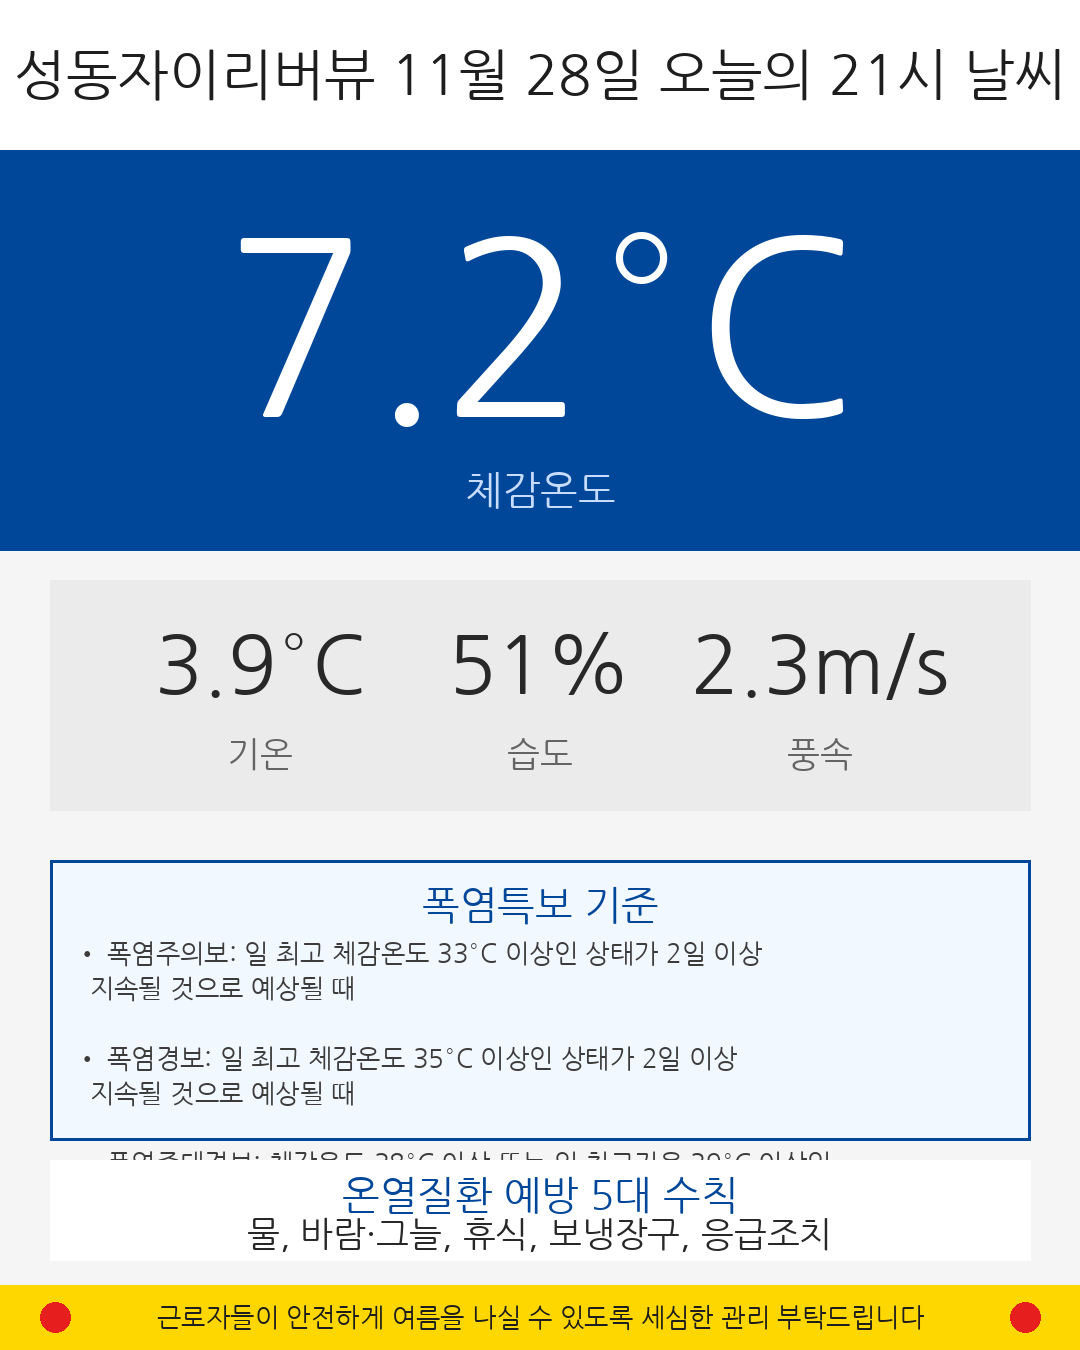 성동자이리버뷰 11월 28일 오늘의 21시 날씨
7.2°C
체감온도
3.9°C 51% 2.3m/s
기온 습도 풍속
폭염특보 기준
• 폭염주의보: 일 최고 체감온도 33°C 이상인 상태가 2일 이상
지속될 것으로 예상될 때
• 폭염경보: 일 최고 체감온도 35°C 이상인 상태가 2일 이상
지속될 것으로 예상될 때
온열질환 예방 5대 수칙
물, 바람·그늘, 휴식, 보냉장구, 응급조치
근로자들이 안전하게 여름을 나실 수 있도록 세심한 관리 부탁드립니다